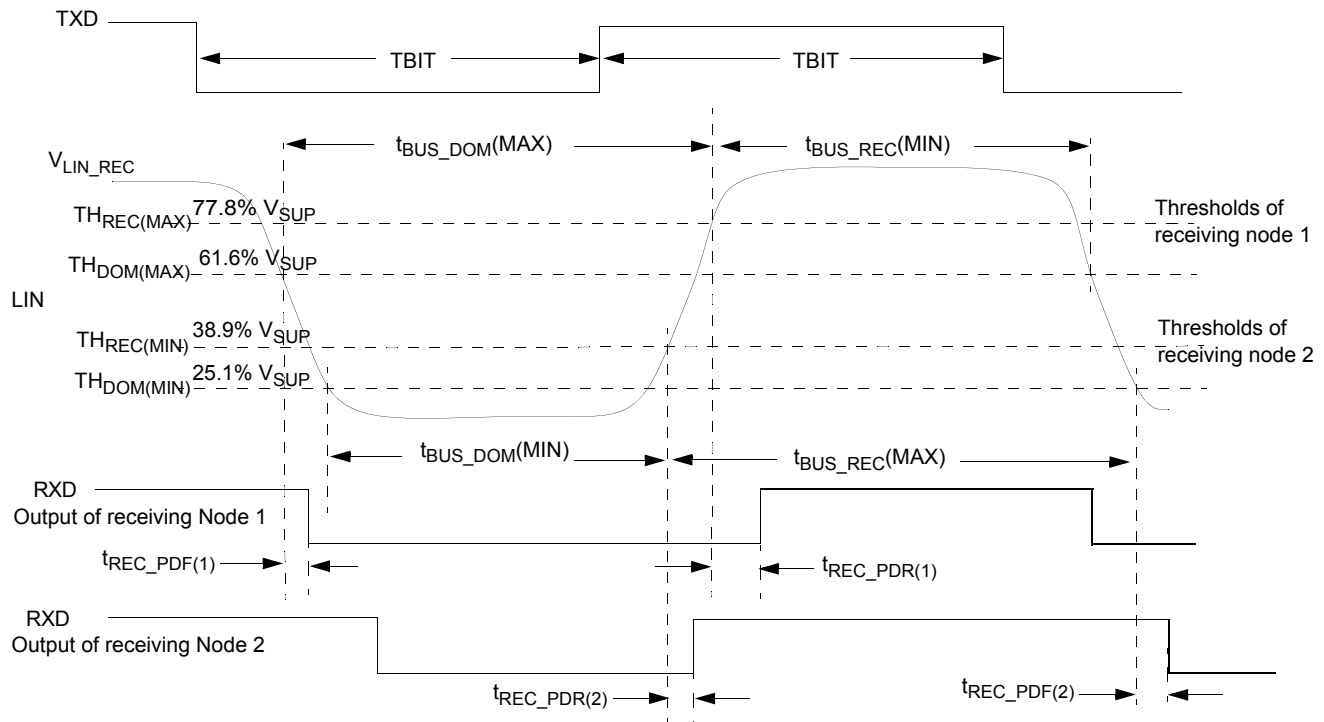 TXD
TBIT TBIT
tBUS_DOM(MAX) tBUS_REC(MIN)
VLIN_REC
THREC(MAX) 77.8% VSUP
Thresholds of
receiving node 1
THDOM(MAX) 61.6% VSUP
LIN
THREC(MIN) 38.9% VSUP
Thresholds of
receiving node 2
THDOM(MIN) 25.1% VSUP
tBUS_DOM(MIN) tBUS_REC(MAX)
RXD
Output of receiving Node 1
tREC_PDF(1) tREC_PDR(1)
RXD
Output of receiving Node 2
tREC_PDR(2) tREC_PDF(2)